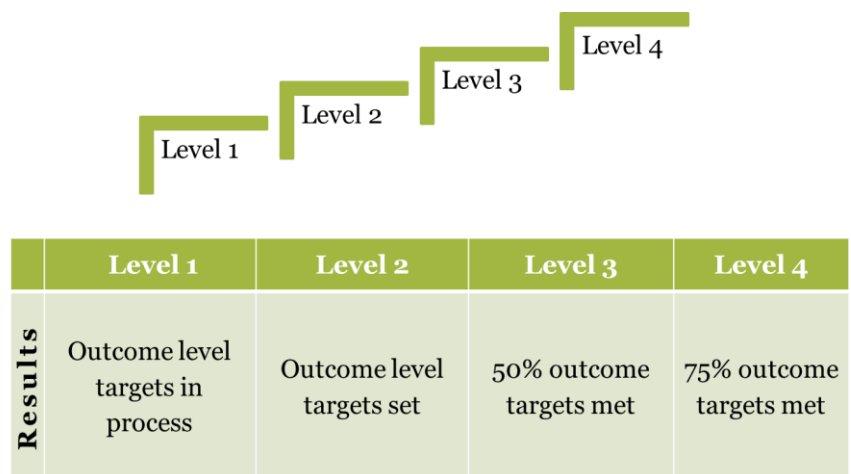 Level 4
Level 3
Level 2
Level 1
Level 1
Level 2
Level 3
Level 4
Results
Outcome level
targets in
process
Outcome level
targets set
50% outcome
targets met
75% outcome
targets met